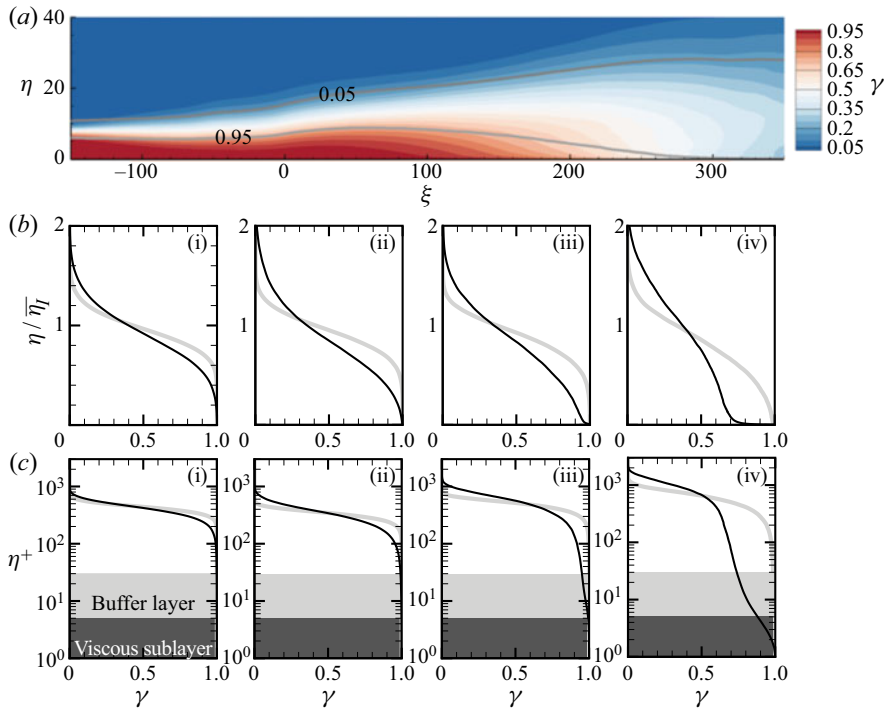 (a)
40
20
0
η
0.05
0.95
–100 0 100 200 300
ξ
0.95
0.8
0.65
0.5
0.35
0.2
0.05
γ
(b)
2
1
η / η̅I
(i)
0 0.5 1.0
2
1
(ii)
0 0.5 1.0
2
1
(iii)
0 0.5 1.0
2
1
(iv)
0 0.5 1.0
(c)
10³
10²
10¹
10⁰
η⁺
(i)
Buffer layer
Viscous sublayer
0 0.5 1.0
γ
10³
10²
10¹
10⁰
(ii)
0 0.5 1.0
γ
10³
10²
10¹
10⁰
(iii)
0 0.5 1.0
γ
10³
10²
10¹
10⁰
(iv)
0 0.5 1.0
γ